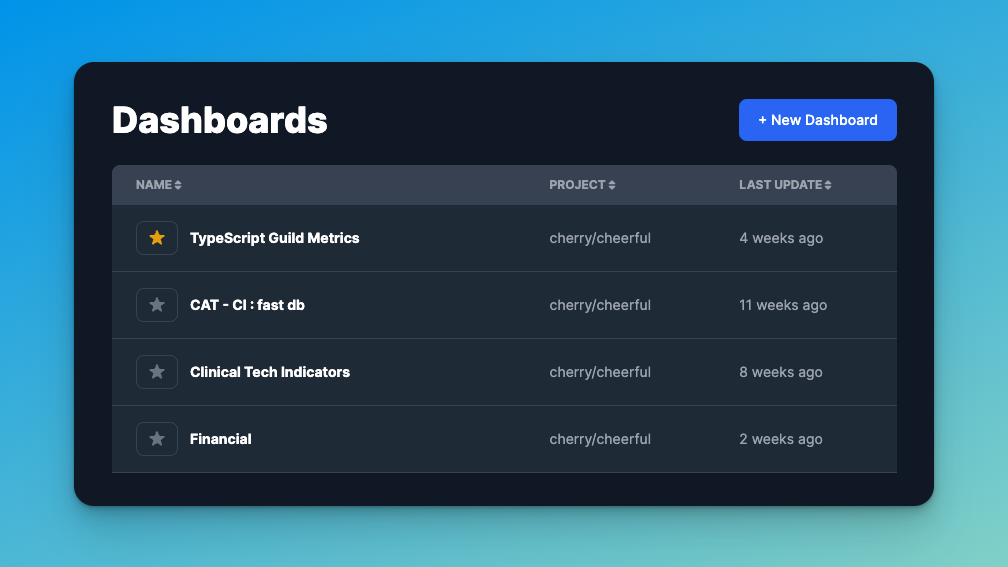 Dashboards
+ New Dashboard
NAME PROJECT LAST UPDATE
TypeScript Guild Metrics cherry/cheerful 4 weeks ago
CAT - CI : fast db cherry/cheerful 11 weeks ago
Clinical Tech Indicators cherry/cheerful 8 weeks ago
Financial cherry/cheerful 2 weeks ago